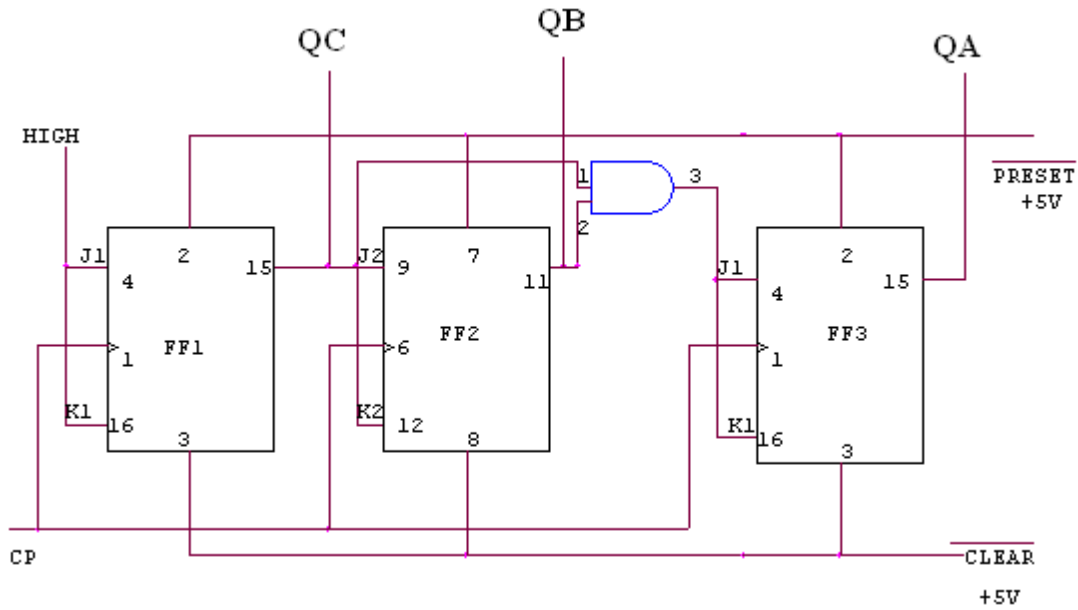 QC
QB
QA
HIGH
PRESET
+5V
1
3
2
J1
2
15
4
FF1
1
K1
16
3
J2
7
9
11
FF2
6
K2
12
8
J1
2
15
4
FF3
1
K1
16
3
CP
CLEAR
+5V